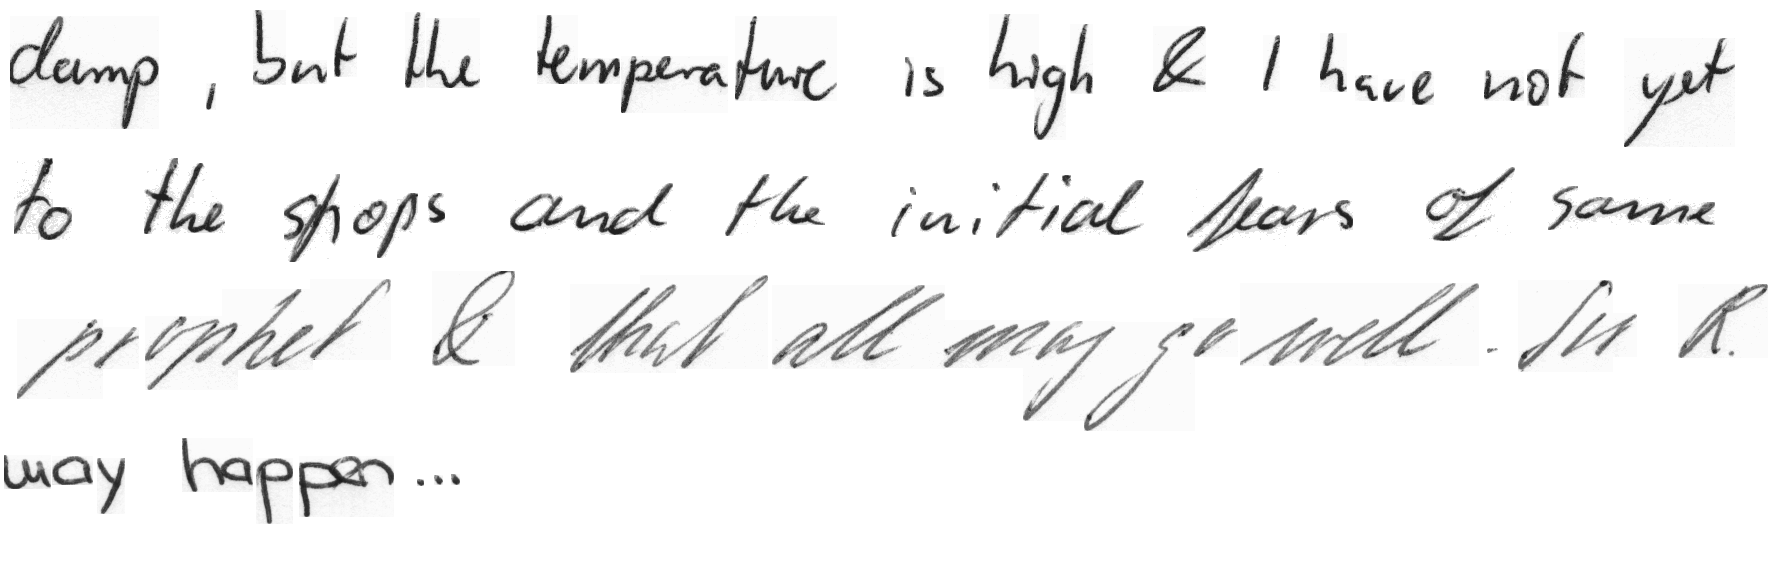 damp, but the temperature is high & I have not yet
to the shops and the initial fears of some
prophet & that all may go well. Sir R.
may happen...